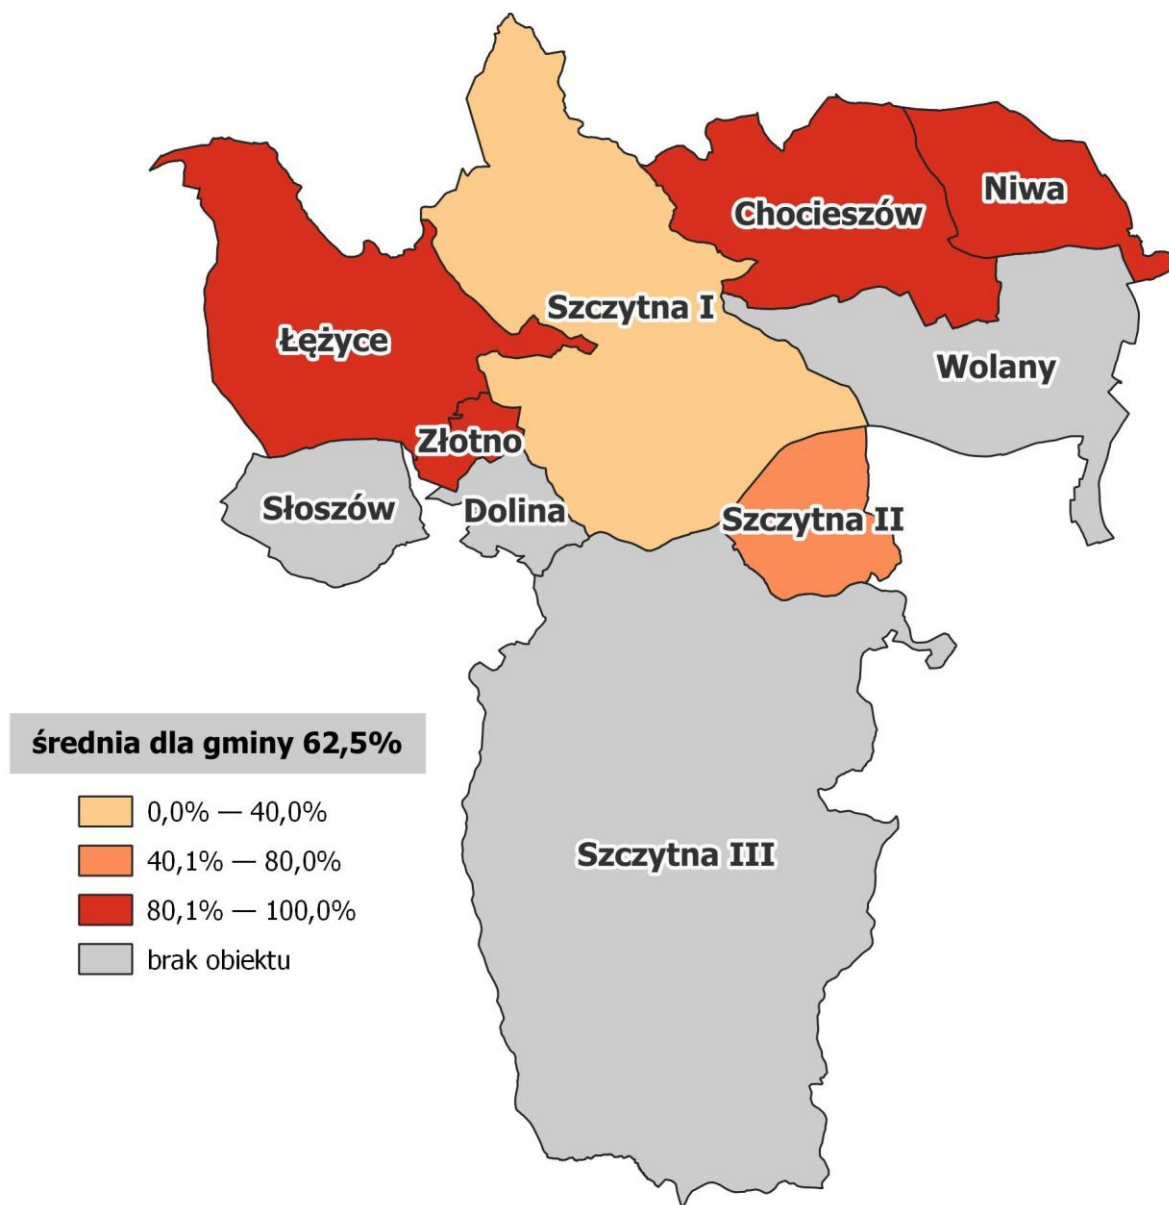 Niwa
Chocieszów
Szczytna I
Łężyce
Wolany
Złotno
Słoszów
Dolina
Szczytna II
średnia dla gminy 62,5%
0,0% — 40,0%
40,1% — 80,0%
80,1% — 100,0%
brak obiektu
Szczytna III